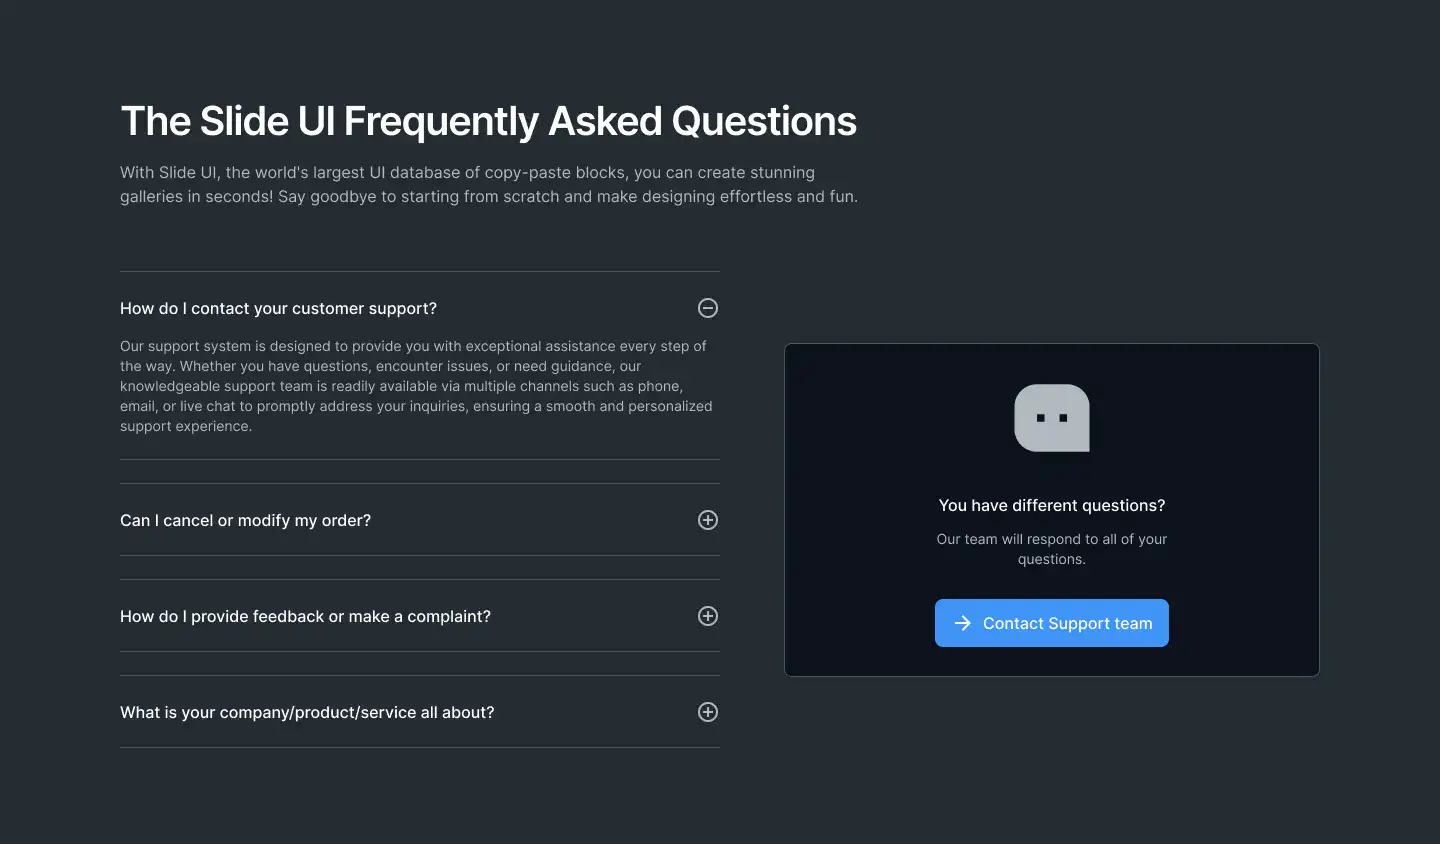 The Slide UI Frequently Asked Questions
With Slide UI, the world's largest UI database of copy-paste blocks, you can create stunning
galleries in seconds! Say goodbye to starting from scratch and make designing effortless and fun.
How do I contact your customer support?
Our support system is designed to provide you with exceptional assistance every step of
the way. Whether you have questions, encounter issues, or need guidance, our
knowledgeable support team is readily available via multiple channels such as phone,
email, or live chat to promptly address your inquiries, ensuring a smooth and personalized
support experience.
Can I cancel or modify my order?
How do I provide feedback or make a complaint?
What is your company/product/service all about?
You have different questions?
Our team will respond to all of your
questions.
Contact Support team